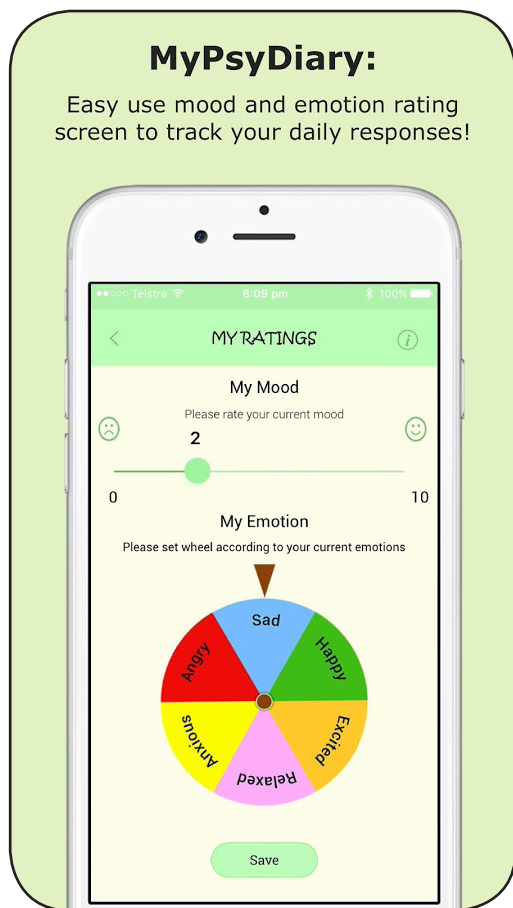 MyPsyDiary:
Easy use mood and emotion rating
screen to track your daily responses!
Telstra 6:09 pm 100%
MY RATINGS i
My Mood
Please rate your current mood
2
0 10
My Emotion
Please set wheel according to your current emotions
Sad
Angry
Happy
Anxious
Excited
Relaxed
Save